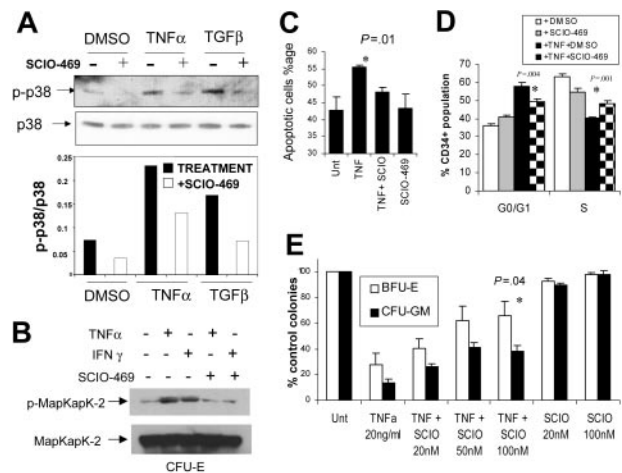 A
DMSO TNFα TGFβ
SCIO-469 - + - + - +
p-p38
p38
0.25
0.2
0.15
0.1
0.05
0
p-p38/p38
TREATMENT
+SCIO-469
DMSO TNFα TGFβ
B
TNFα - + - + -
IFN γ - - + - +
SCIO-469 - - - + +
p-MapKapK-2
MapKapK-2
CFU-E
C
P=.01
*
Apoptotic cells %age
65
60
55
50
45
40
35
30
Unt TNF TNF+ SCIO SCIO-469
D
+DMSO
+SCIO-469
+TNF+DMSO
+TNF+SCIO-469
P=.004
*
P=.001
*
% CD34+ population
70
60
50
40
30
20
10
0
G0/G1 S
E
BFU-E
CFU-GM
P=.04
*
% control colonies
100
80
60
40
20
0
Unt TNFa TNF + TNF + TNF + SCIO SCIO
20ng/ml SCIO SCIO SCIO 20nM 100nM
20nM 50nM 100nM